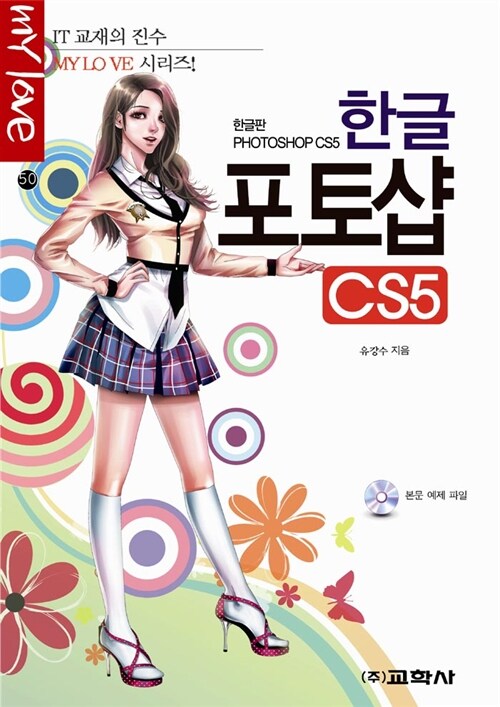 my love
IT 교재의 진수
MY LO VE 시리즈!
50
한글판
PHOTOSHOP CS5
한글
포토샵
CS5
유강수 지음
본문 예제 파일
(주)교학사